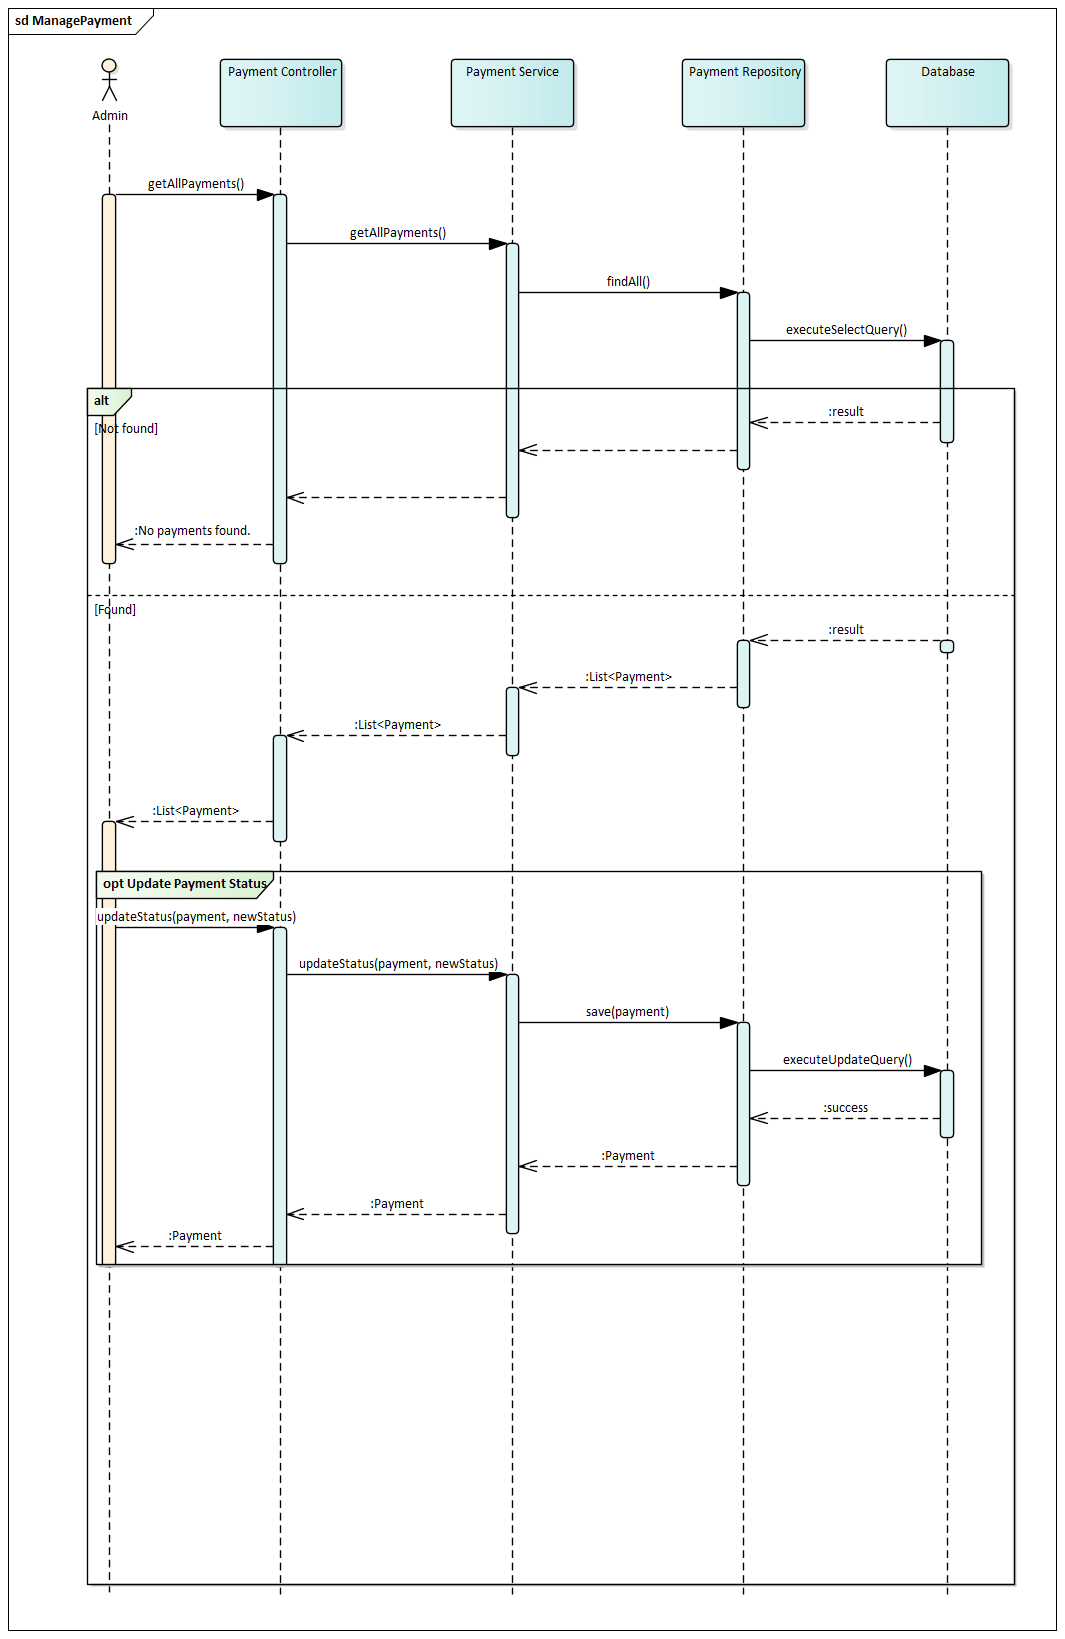 sd ManagePayment
Admin
Payment Controller
Payment Service
Payment Repository
Database
getAllPayments()
getAllPayments()
findAll()
executeSelectQuery()
alt
[Not found]
:result
:No payments found.
[Found]
:result
:List<Payment>
:List<Payment>
:List<Payment>
opt Update Payment Status
updateStatus(payment, newStatus)
updateStatus(payment, newStatus)
save(payment)
executeUpdateQuery()
:success
:Payment
:Payment
:Payment